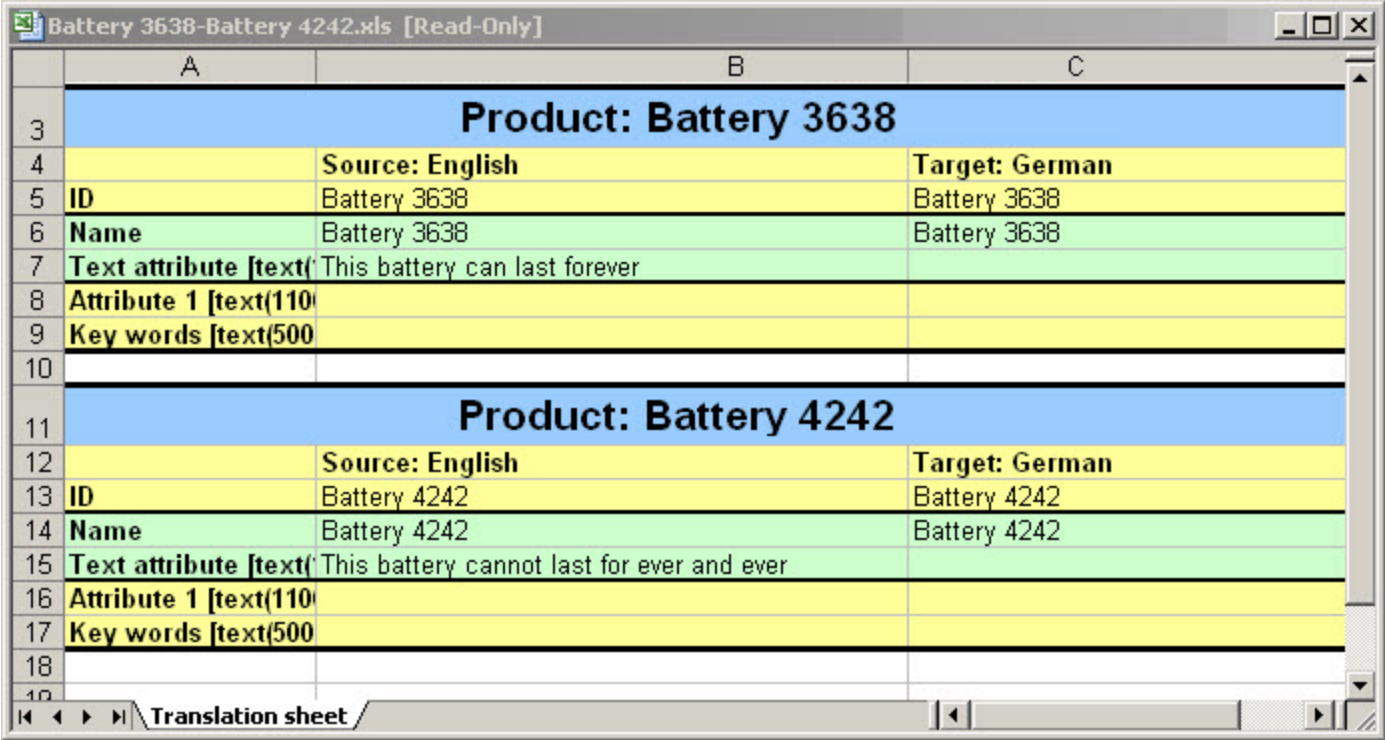 Battery 3638-Battery 4242.xls [Read-Only]
A B C
3 Product: Battery 3638
4 Source: English Target: German
5 ID Battery 3638 Battery 3638
6 Name Battery 3638 Battery 3638
7 Text attribute [text( This battery can last forever
8 Attribute 1 [text(110
9 Key words [text(500
10
11 Product: Battery 4242
12 Source: English Target: German
13 ID Battery 4242 Battery 4242
14 Name Battery 4242 Battery 4242
15 Text attribute [text( This battery cannot last for ever and ever
16 Attribute 1 [text(110
17 Key words [text(500
18
19
Translation sheet